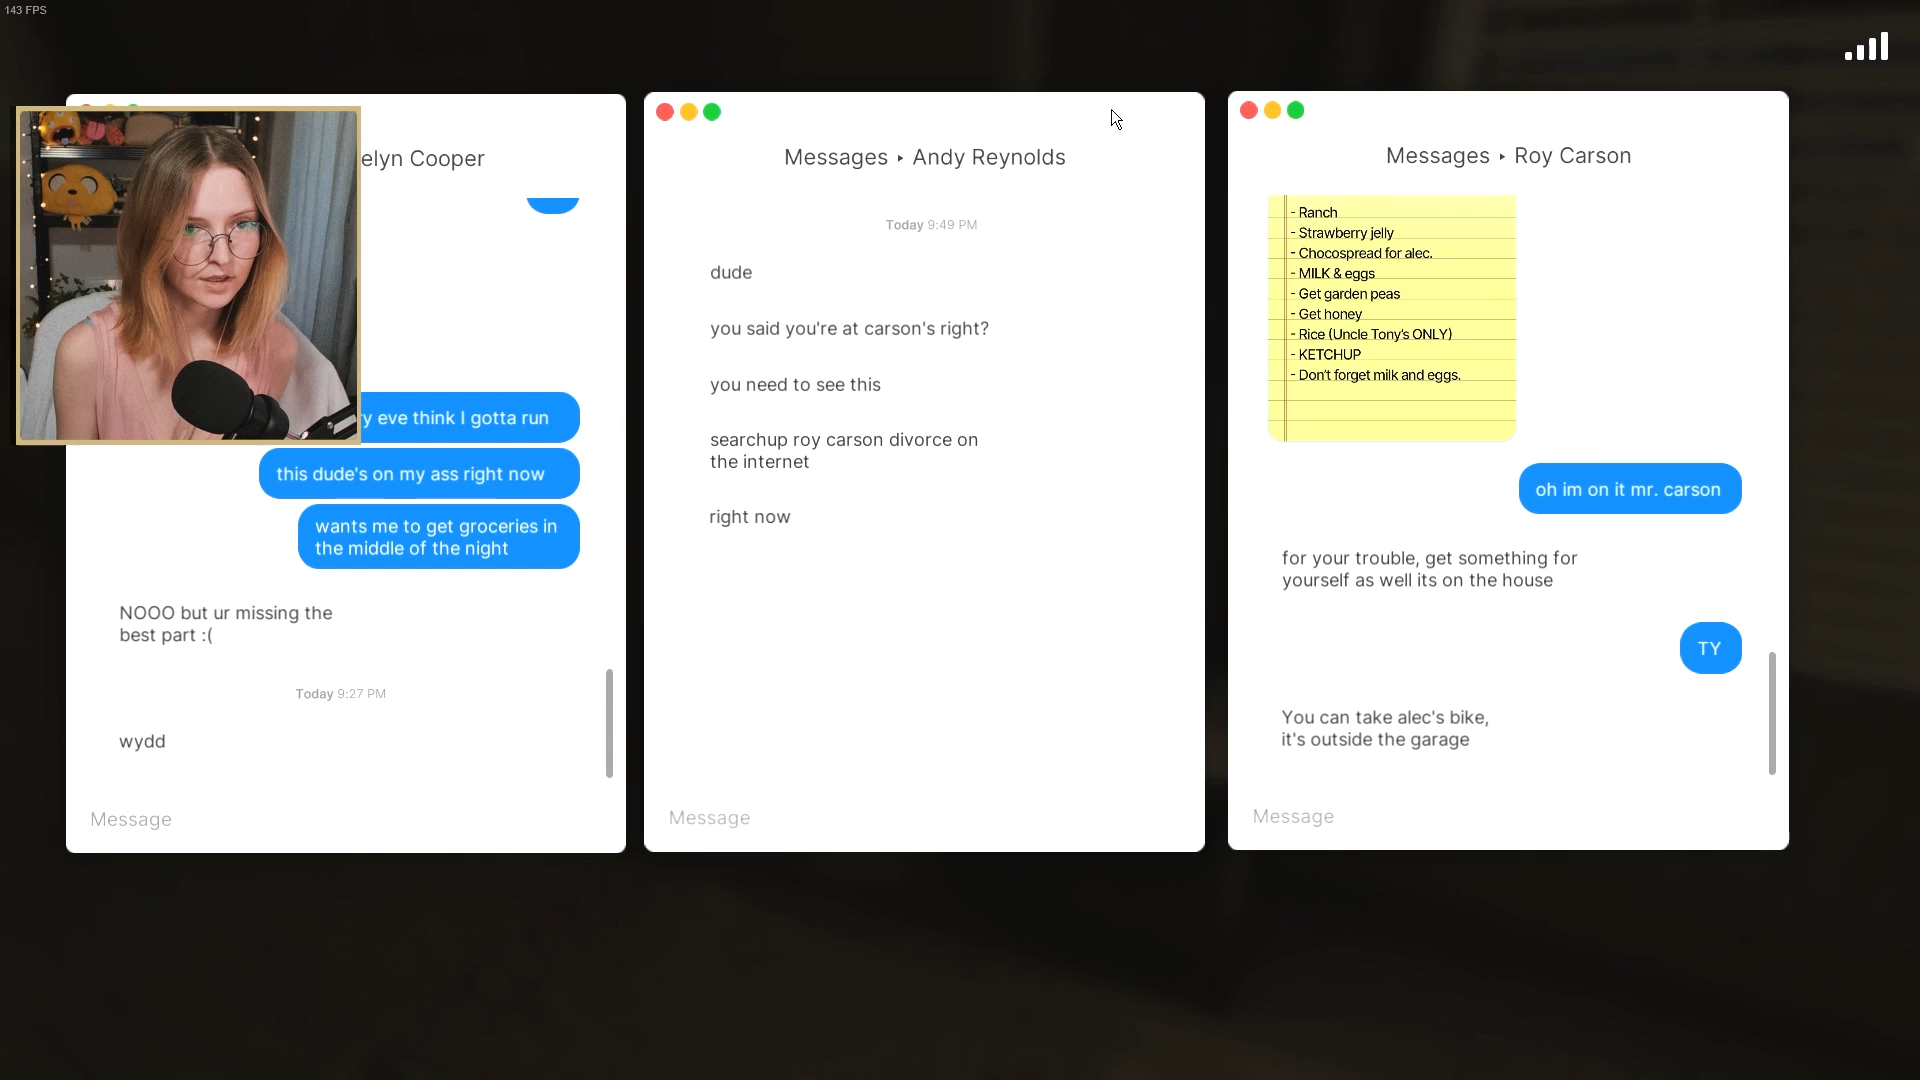 143 FPS
elyn Cooper
ry eve think I gotta run
this dude's on my ass right now
wants me to get groceries in
the middle of the night
NOOO but ur missing the
best part :(
Today 9:27 PM
wydd
Message
Messages ▸ Andy Reynolds
Today 9:49 PM
dude
you said you're at carson's right?
you need to see this
searchup roy carson divorce on
the internet
right now
Message
Messages ▸ Roy Carson
- Ranch
- Strawberry jelly
- Chocospread for alec.
- MILK & eggs
- Get garden peas
- Get honey
- Rice (Uncle Tony's ONLY)
- KETCHUP
- Don't forget milk and eggs.
oh im on it mr. carson
for your trouble, get something for
yourself as well its on the house
TY
You can take alec's bike,
it's outside the garage
Message